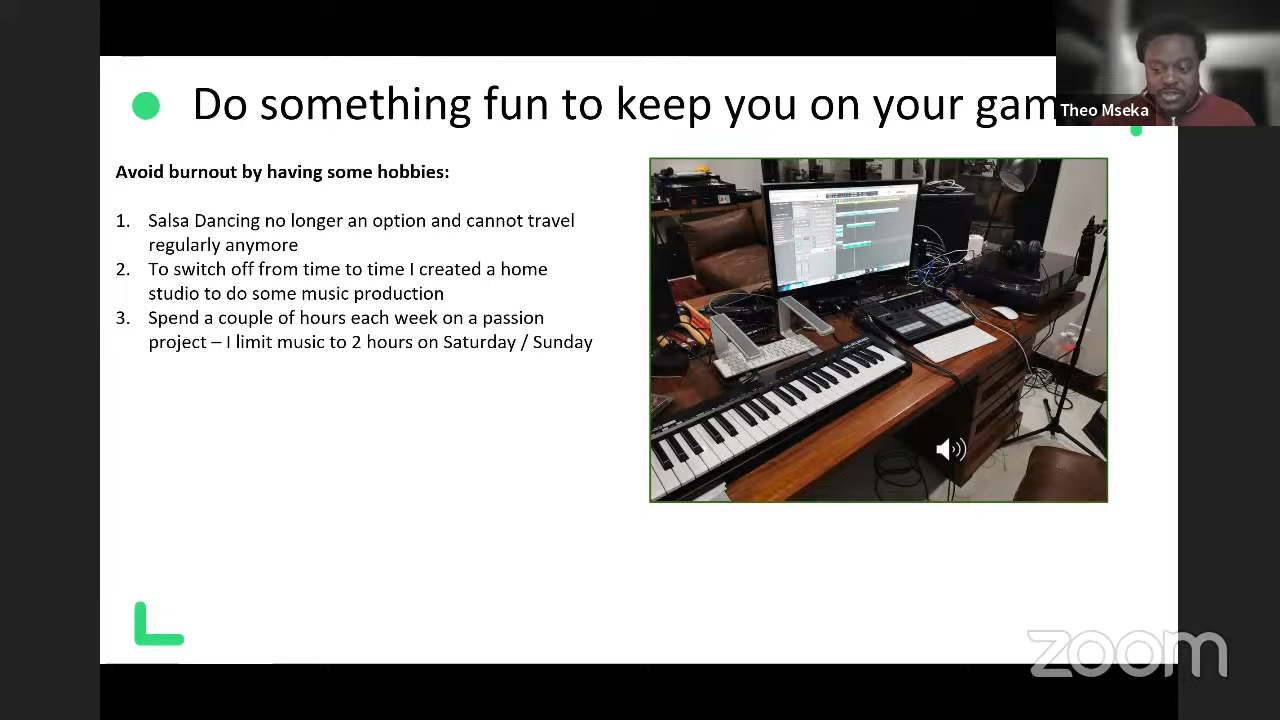 Do something fun to keep you on your gam
Theo Mseka
Avoid burnout by having some hobbies:
1. Salsa Dancing no longer an option and cannot travel
regularly anymore
2. To switch off from time to time I created a home
studio to do some music production
3. Spend a couple of hours each week on a passion
project – I limit music to 2 hours on Saturday / Sunday
zoom